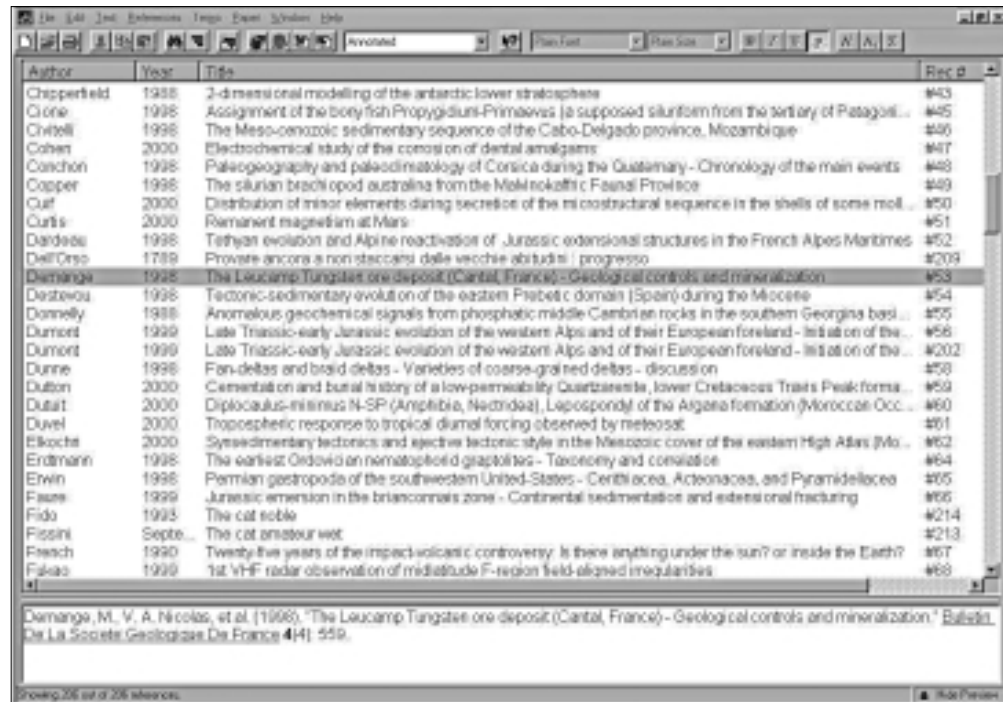 File Edit Text References Terms Paper Window Help
Annotated Plain Font Plain Size B I U P
Author Year Title Rec #
Chipperfield 1988 2-dimensional modelling of the antarctic lower stratosphere #43
Cione 1998 Assignment of the bony fish Propygidium-Primaevus (a supposed siluriform from the tertiary of Patagoni... #45
Civitelli 1998 The Meso-cenozoic sedimentary sequence of the Cabo-Delgado province, Mozambique #46
Cohen 2000 Electrochemical study of the corrosion of dental amalgams #47
Conchon 1998 Paleogeography and paleoclimatology of Corsica during the Quaternary - Chronology of the main events #48
Copper 1998 The silurian brachiopod australina from the Malvinokaffric Faunal Province #49
Cuif 2000 Distribution of minor elements during secretion of the microstructural sequence in the shells of some moll... #50
Curtis 2000 Remanent magnetism at Mars #51
Dardeau 1998 Tethyan evolution and Alpine reactivation of Jurassic extensional structures in the French Alpes Maritimes #52
Dell'Orso 1789 Provare ancora a non staccarsi dalle vecchie abitudini : progresso #209
Demange 1998 The Leucamp Tungsten ore deposit (Cantal, France) - Geological controls and mineralization #53
Destevou 1998 Tectonic-sedimentary evolution of the eastern Prebetic domain (Spain) during the Miocene #54
Donnelly 1988 Anomalous geochemical signals from phosphatic middle Cambrian rocks in the southern Georgina basi... #55
Dumont 1999 Late Triassic-early Jurassic evolution of the western Alps and of their European foreland - Initiation of the... #56
Dumont 1999 Late Triassic-early Jurassic evolution of the western Alps and of their European foreland - Initiation of the... #202
Dunne 1998 Fan-deltas and braid deltas - Varieties of coarse-grained deltas - discussion #58
Dutton 2000 Cementation and burial history of a low-permeability Quartzarenite, lower Cretaceous Travis Peak forma... #59
Dutuit 2000 Diplocaulus-minimus N-SP (Amphibia, Nectridea), Lepospondyl of the Argana formation (Moroccan Occ... #60
Duvel 2000 Tropospheric response to tropical diurnal forcing observed by meteosat #61
Elkochri 2000 Synsedimentary tectonics and ejective tectonic style in the Mesozoic cover of the eastern High Atlas (Mo... #62
Erdtmann 1998 The earliest Ordovician nematophorid graptolites - Taxonomy and correlation #64
Erwin 1998 Permian gastropoda of the southwestern United-States - Cerithiacea, Acteonacea, and Pyramidellacea #65
Faure 1999 Jurassic emersion in the brianconnais zone - Continental sedimentation and extensional fracturing #66
Fido 1993 The cat noble #214
Fissini Septe... The cat amateur wet #213
French 1990 Twenty-five years of the impact-volcanic controversy: Is there anything under the sun? or inside the Earth? #67
Fukao 1999 1st VHF radar observation of midlatitude F-region field-aligned irregularities #68
Demange, M., V. A. Nicolas, et al. (1998). "The Leucamp Tungsten ore deposit (Cantal, France) - Geological controls and mineralization." Bulletin
De La Societe Geologique De France 4(4): 559.
Showing 206 out of 206 references. Hide Preview